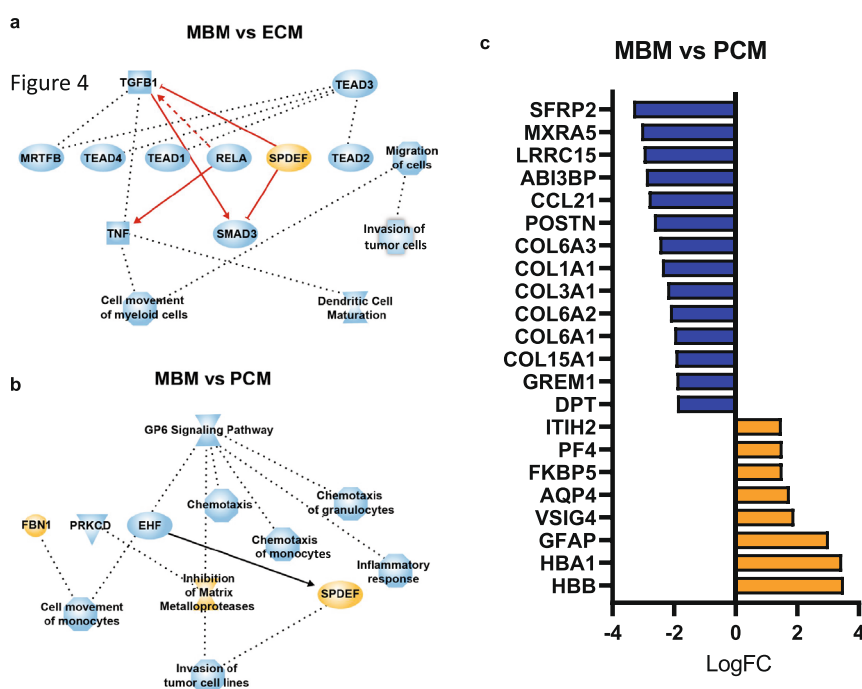 a
MBM vs ECM
Figure 4
TGFB1
TEAD3
MRTFB
TEAD4
TEAD1
RELA
SPDEF
TEAD2
Migration
of cells
TNF
SMAD3
Invasion of
tumor cells
Cell movement
of myeloid cells
Dendritic Cell
Maturation
b
MBM vs PCM
GP6 Signaling Pathway
Chemotaxis
Chemotaxis
of granulocytes
FBN1
PRKCD
EHF
Chemotaxis
of monocytes
Inflammatory
response
Inhibition
of Matrix
Metalloproteases
SPDEF
Cell movement
of monocytes
Invasion of
tumor cell lines
c
MBM vs PCM
SFRP2
MXRA5
LRRC15
ABI3BP
CCL21
POSTN
COL6A3
COL1A1
COL3A1
COL6A2
COL6A1
COL15A1
GREM1
DPT
ITIH2
PF4
FKBP5
AQP4
VSIG4
GFAP
HBA1
HBB
-4 -2 0 2 4
LogFC